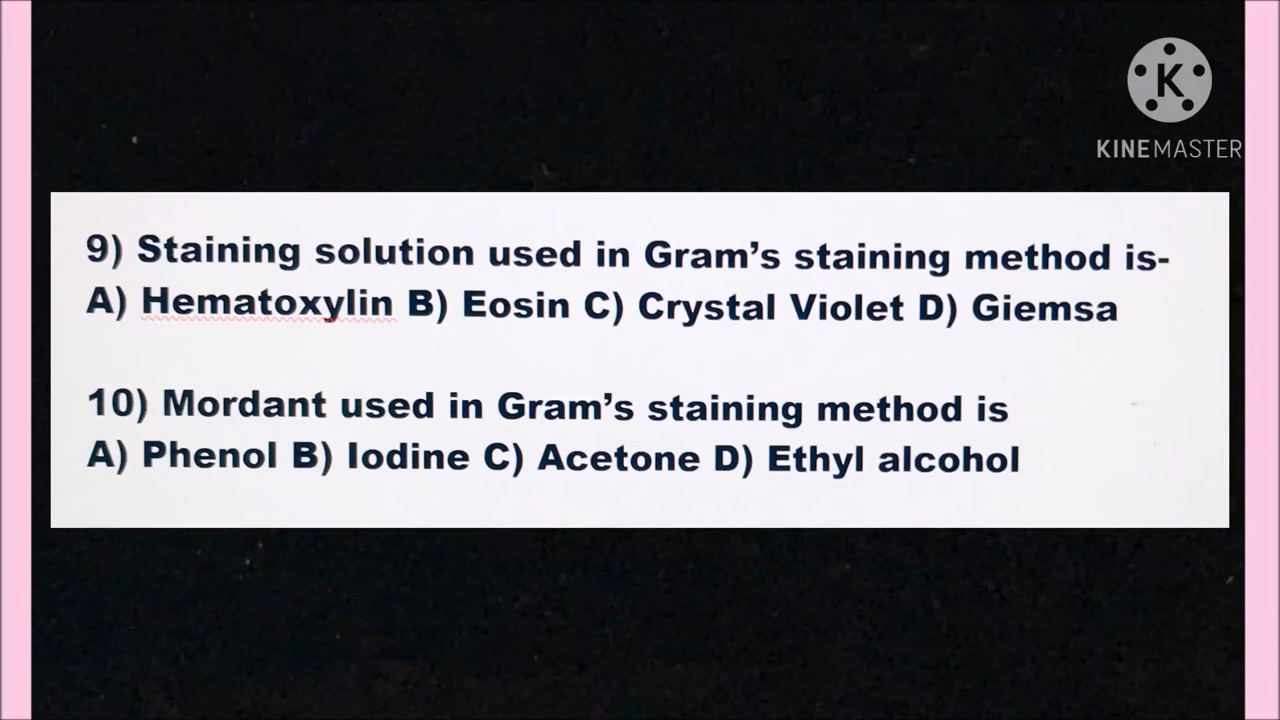 K
KINEMASTER
9) Staining solution used in Gram’s staining method is-
A) Hematoxylin B) Eosin C) Crystal Violet D) Giemsa
10) Mordant used in Gram’s staining method is
A) Phenol B) Iodine C) Acetone D) Ethyl alcohol